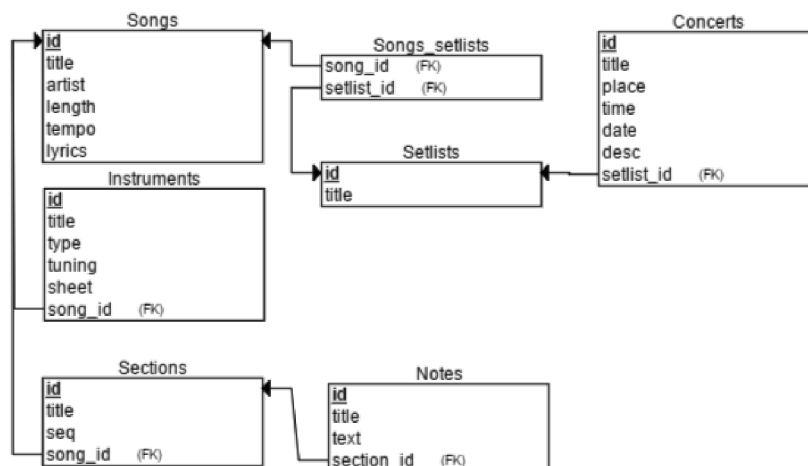 Songs
id
title
artist
length
tempo
lyrics
Songs_setlists
song_id (FK)
setlist_id (FK)
Concerts
id
title
place
time
date
desc
setlist_id (FK)
Setlists
id
title
Instruments
id
title
type
tuning
sheet
song_id (FK)
Sections
id
title
seq
song_id (FK)
Notes
id
title
text
section_id (FK)